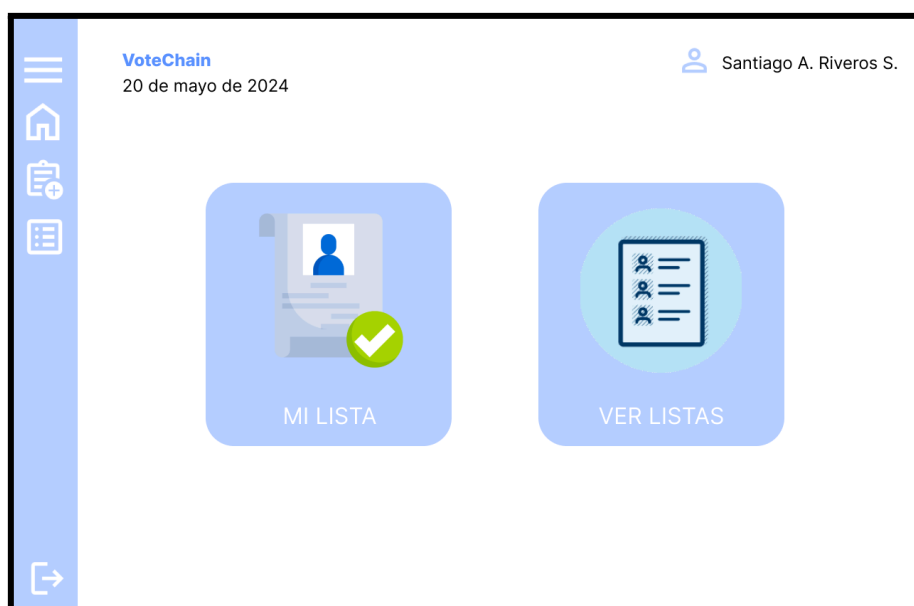 VoteChain
20 de mayo de 2024
Santiago A. Riveros S.
MI LISTA
VER LISTAS